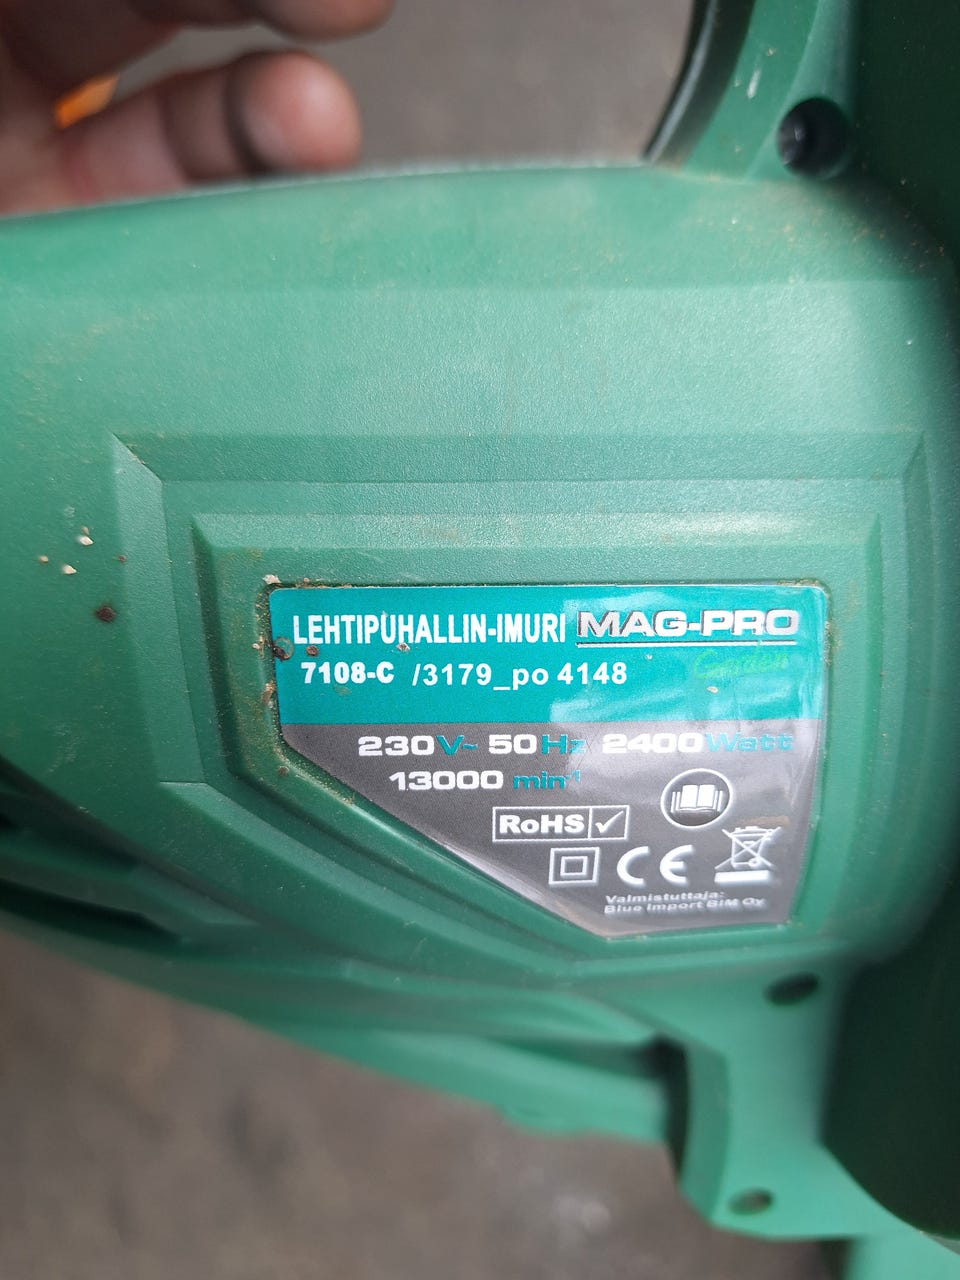 LEHTIPUHALLIN-IMURI MAG-PRO
Garden
7108-C /3179_po 4148
230V~ 50Hz 2400Watt
13000 min⁻¹
RoHS ✓
CE
Valmistuttaja:
Blue Import BIM Oy